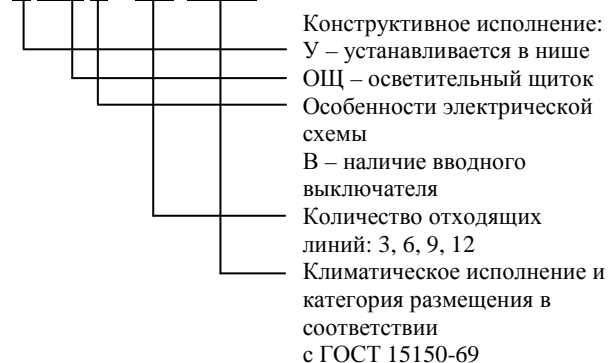 Конструктивное исполнение:
У – устанавливается в нише
ОЩ – осветительный щиток
Особенности электрической
схемы
В – наличие вводного
выключателя
Количество отходящих
линий: 3, 6, 9, 12
Климатическое исполнение и
категория размещения в
соответствии
с ГОСТ 15150-69